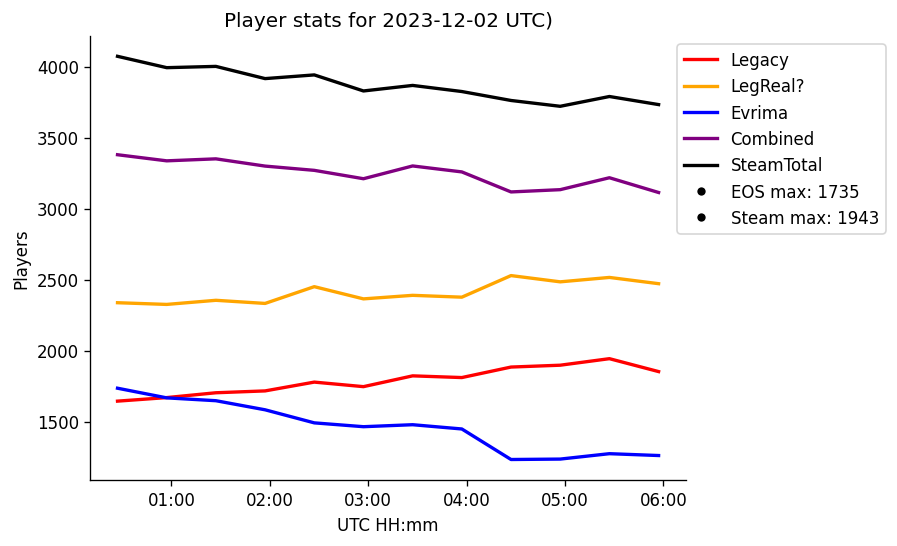 Player stats for 2023-12-02 UTC)
Legacy
LegReal?
Evrima
Combined
SteamTotal
EOS max: 1735
Steam max: 1943
Players
4000
3500
3000
2500
2000
1500
01:00 02:00 03:00 04:00 05:00 06:00
UTC HH:mm